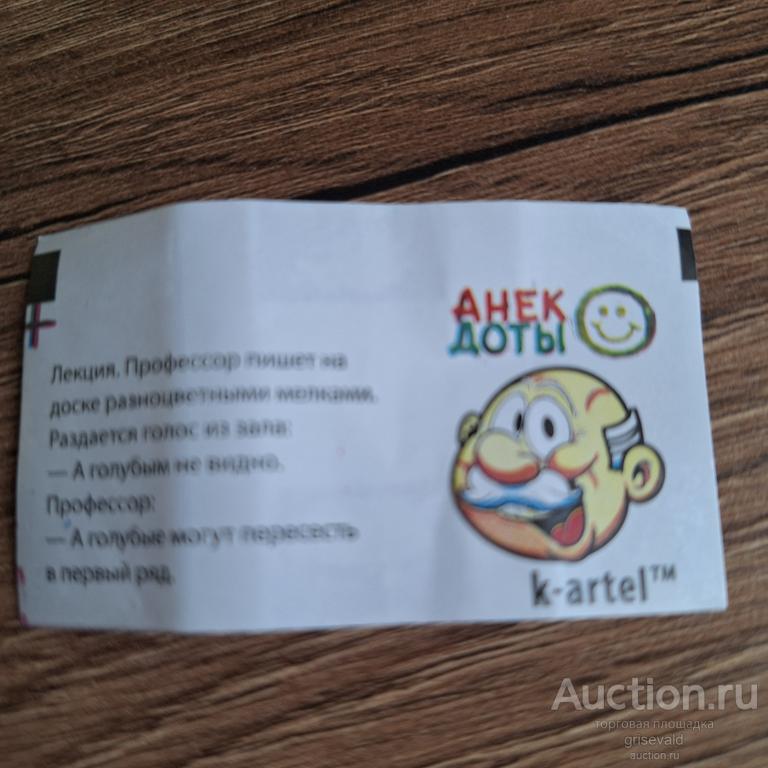 АНЕК
ДОТЫ
Лекция. Профессор пишет на
доске разноцветными мелками.
Раздается голос из зала:
— А голубым не видно.
Профессор:
— А голубые могут пересесть
в первый ряд.
k-artel™
Auction.ru
торговая площадка
grisevald
auction.ru